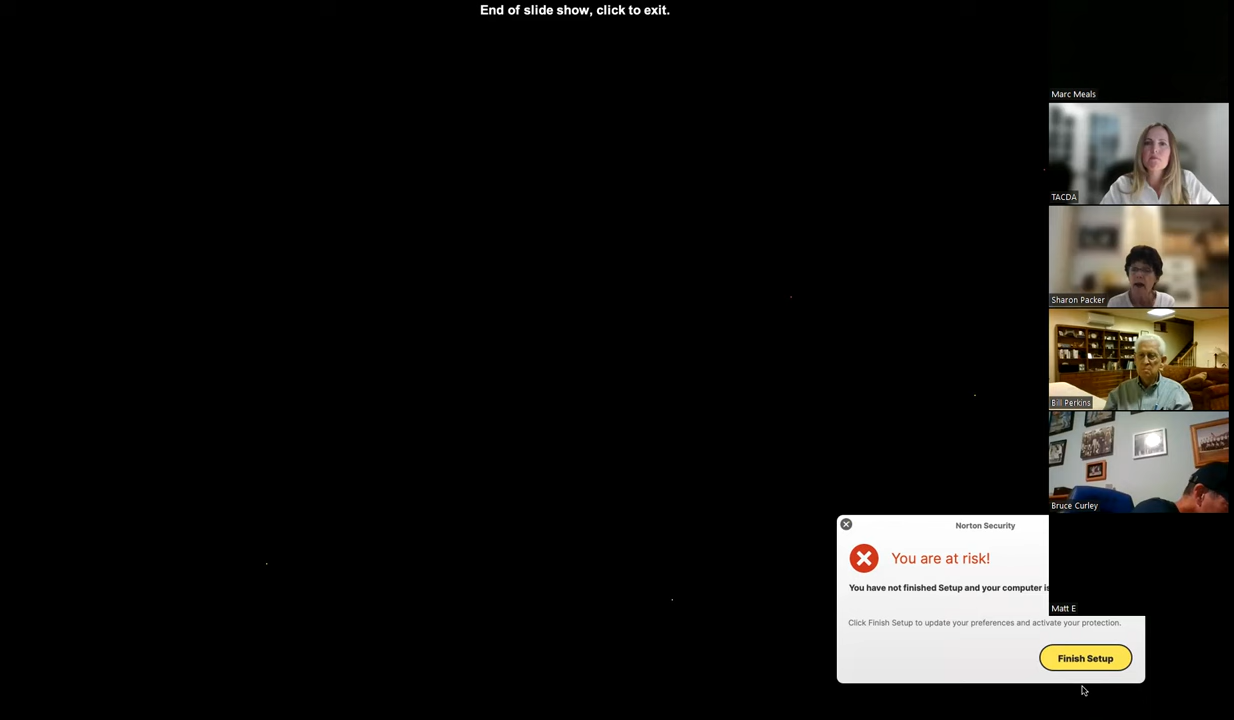 End of slide show, click to exit.
Marc Meals
TACDA
Sharon Packer
Bill Perkins
Bruce Curley
Matt E
Norton Security
You are at risk!
You have not finished Setup and your computer is
Click Finish Setup to update your preferences and activate your protection.
Finish Setup